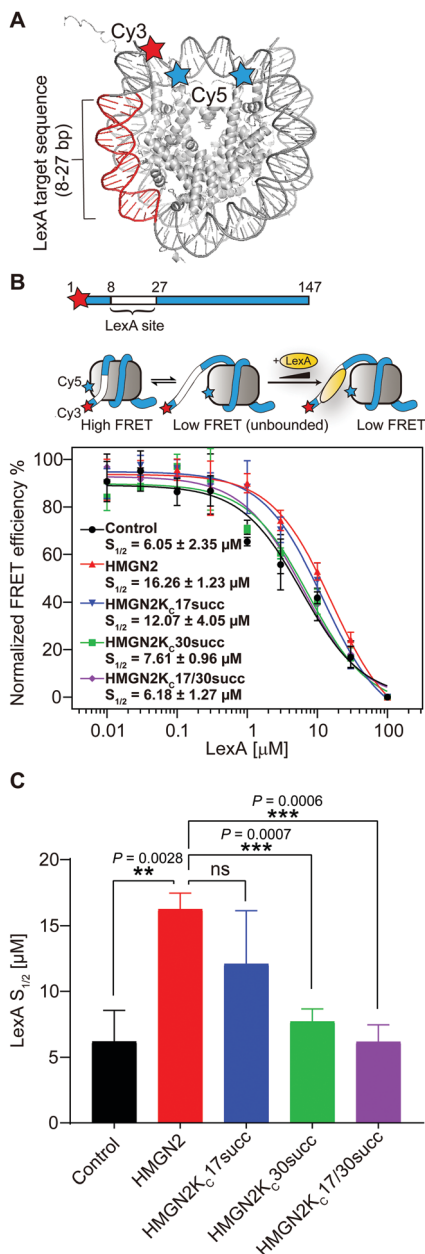 A
Cy3
Cy5
LexA target sequence
(8-27 bp)
B
1 8 27 147
LexA site
+ LexA
Cy5
Cy3
High FRET
Low FRET (unbounded)
Low FRET
Normalized FRET efficiency %
100
80
60
40
20
0
Control
S1/2 = 6.05 ± 2.35 µM
HMGN2
S1/2 = 16.26 ± 1.23 µM
HMGN2KC17succ
S1/2 = 12.07 ± 4.05 µM
HMGN2KC30succ
S1/2 = 7.61 ± 0.96 µM
HMGN2KC17/30succ
S1/2 = 6.18 ± 1.27 µM
0.01 0.1 1 10 100
LexA [µM]
C
P = 0.0006
***
P = 0.0007
***
P = 0.0028
**
ns
LexA S1/2 [µM]
20
15
10
5
0
Control
HMGN2
HMGN2KC17succ
HMGN2KC30succ
HMGN2KC17/30succ